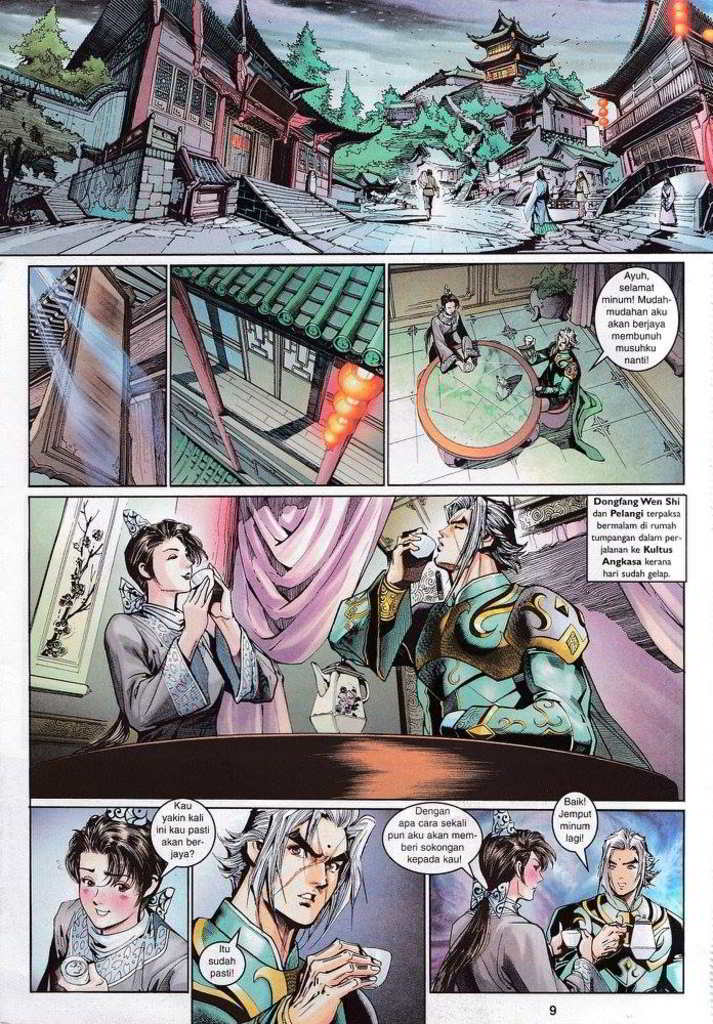 Ayuh,
selamat
minum! Mudah-
mudahan aku
akan berjaya
membunuh
musuhku
nanti!
Dongfang Wen Shi
dan Pelangi terpaksa
bermalam di rumah
tumpangan dalam per-
jalanan ke Kultus
Angkasa kerana
hari sudah gelap.
Kau
yakin kali
ini kau pasti
akan ber-
jaya?
Itu
sudah
pasti!
Dengan
apa cara sekali
pun aku akan mem-
beri sokongan
kepada kau!
Baik!
Jemput
minum
lagi!
9